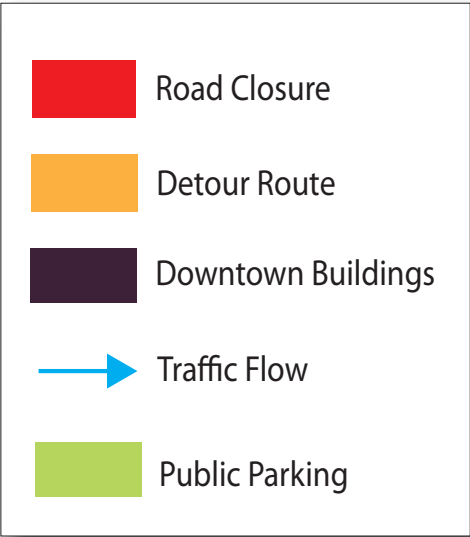 Road Closure
Detour Route
Downtown Buildings
Traffic Flow
Public Parking